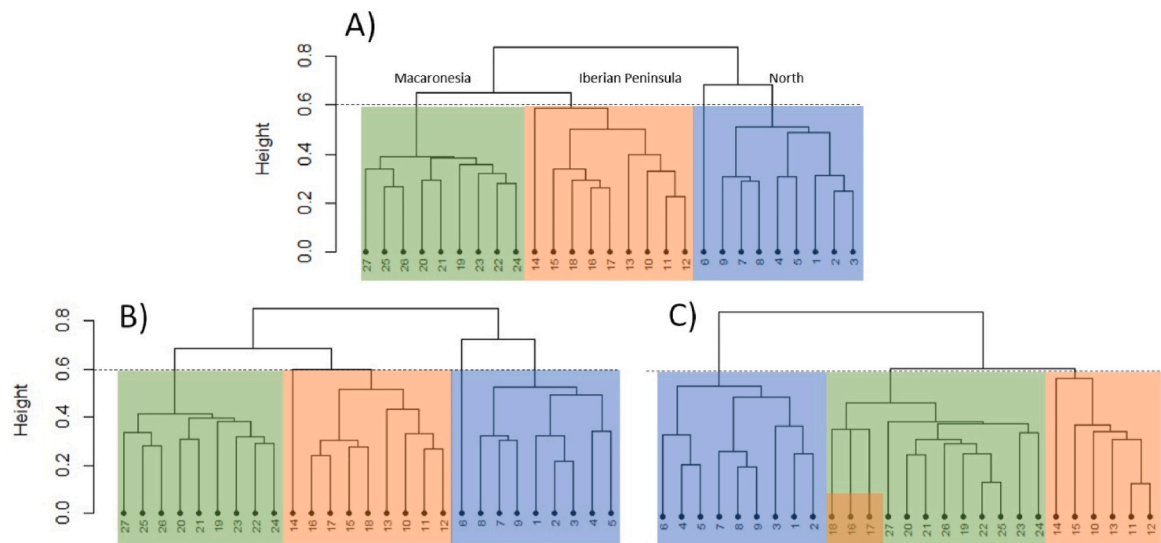 A)
Height
0.0 0.2 0.4 0.6 0.8
Macaronesia Iberian Peninsula North
27 25 26 20 21 19 23 22 24 14 15 18 16 17 13 10 11 12 6 9 7 8 4 5 1 2 3
B)
Height
0.0 0.2 0.4 0.6 0.8
27 25 26 20 21 19 23 22 24 14 16 17 15 18 13 10 11 12 6 8 7 9 1 2 3 4 5
C)
6 4 5 7 8 9 3 1 2 18 16 17 27 20 21 26 19 22 25 23 24 14 15 10 13 11 12